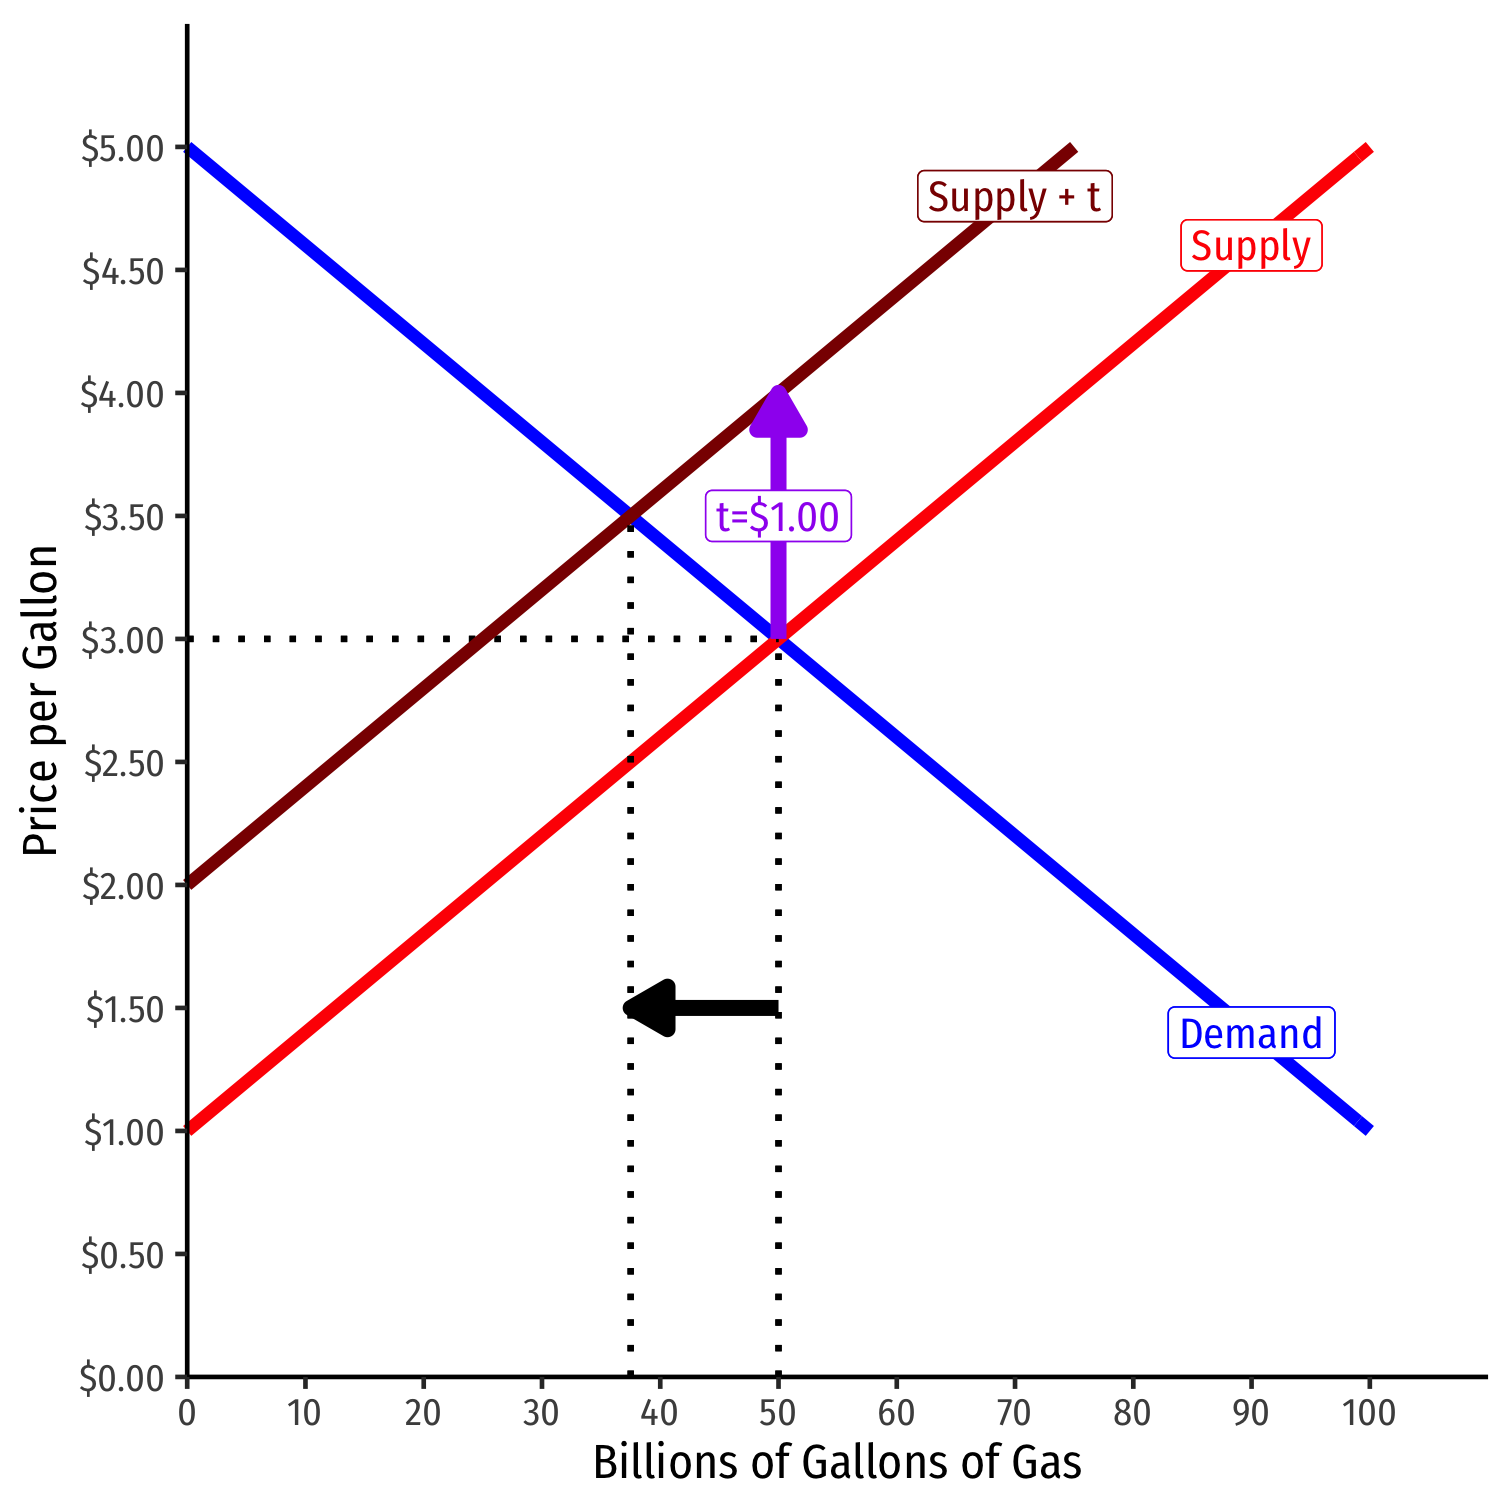 $5.00
Supply + t
Supply
$4.50
$4.00
$3.50
t=$1.00
$3.00
$2.50
$2.00
$1.50
Demand
$1.00
$0.50
$0.00
Price per Gallon
0 10 20 30 40 50 60 70 80 90 100
Billions of Gallons of Gas